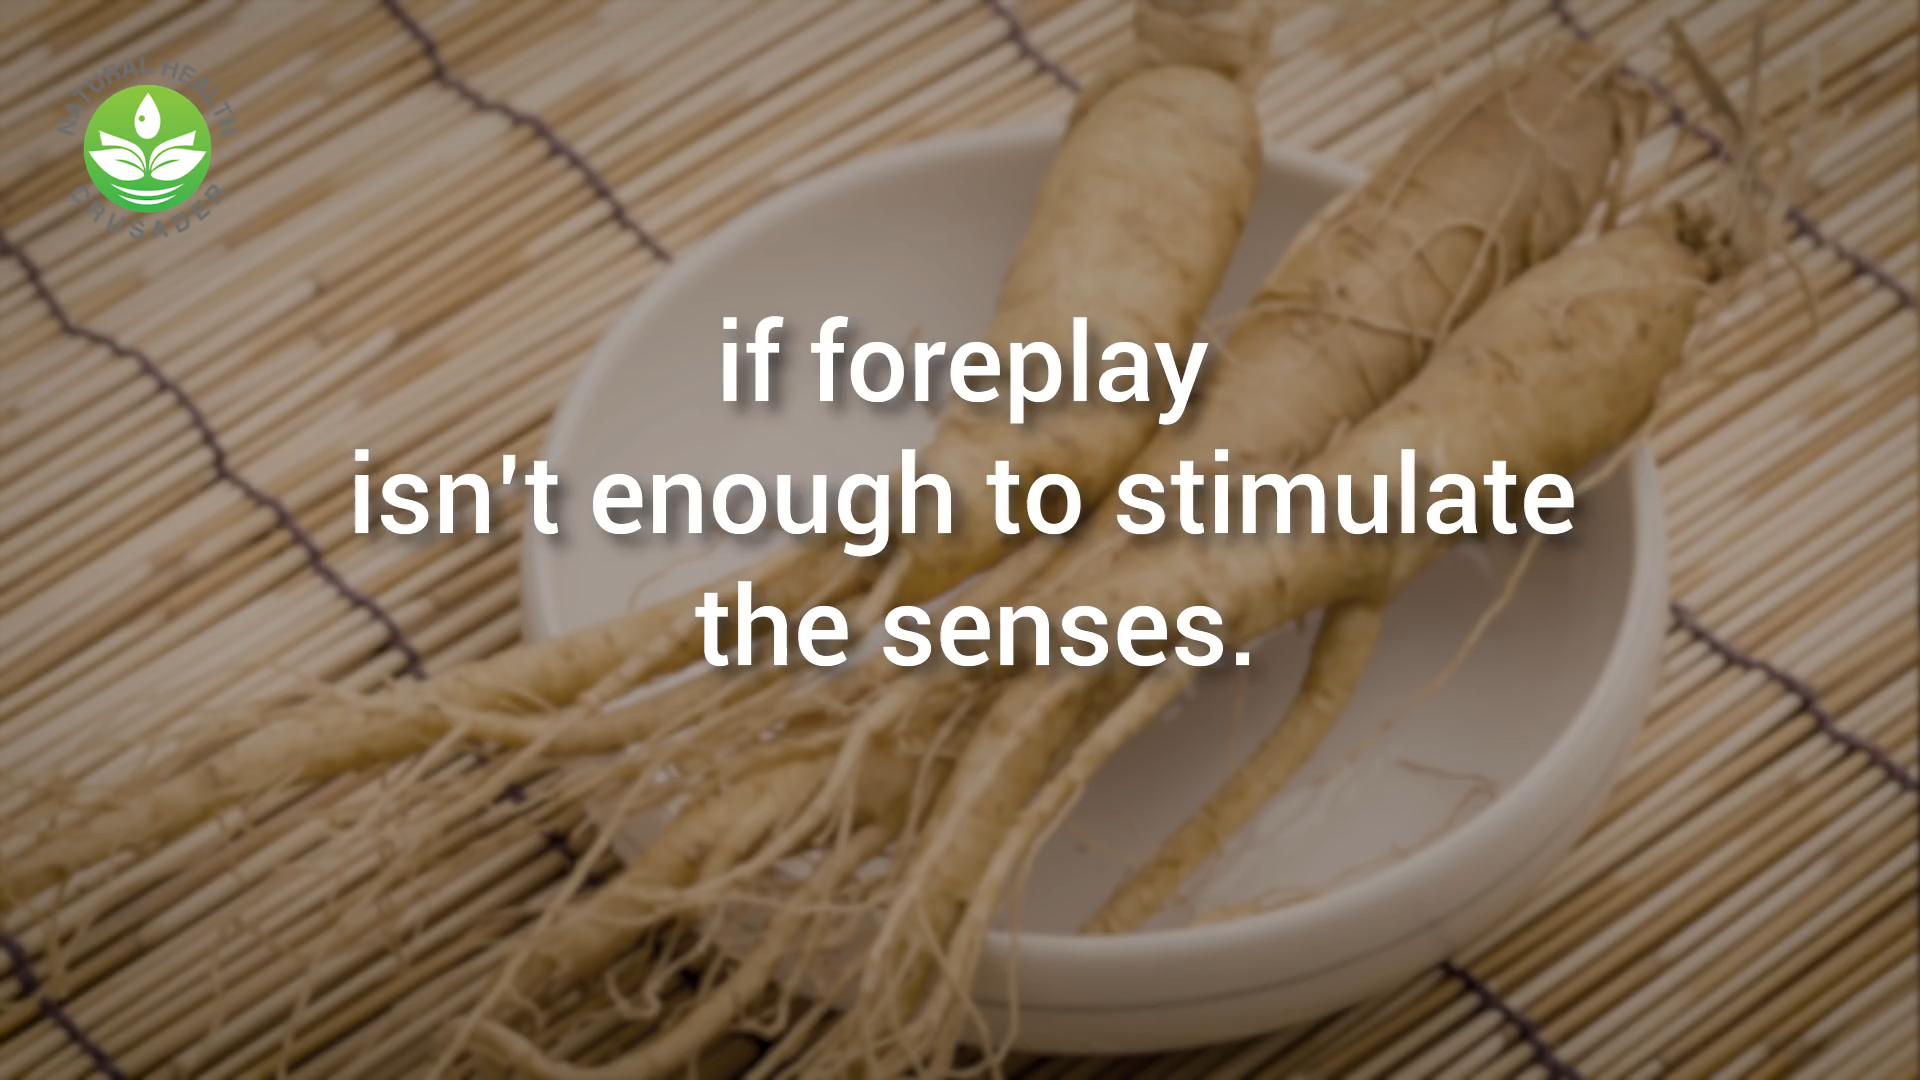 NATURAL HEALTH
CRUSADER
if foreplay
isn't enough to stimulate
the senses.